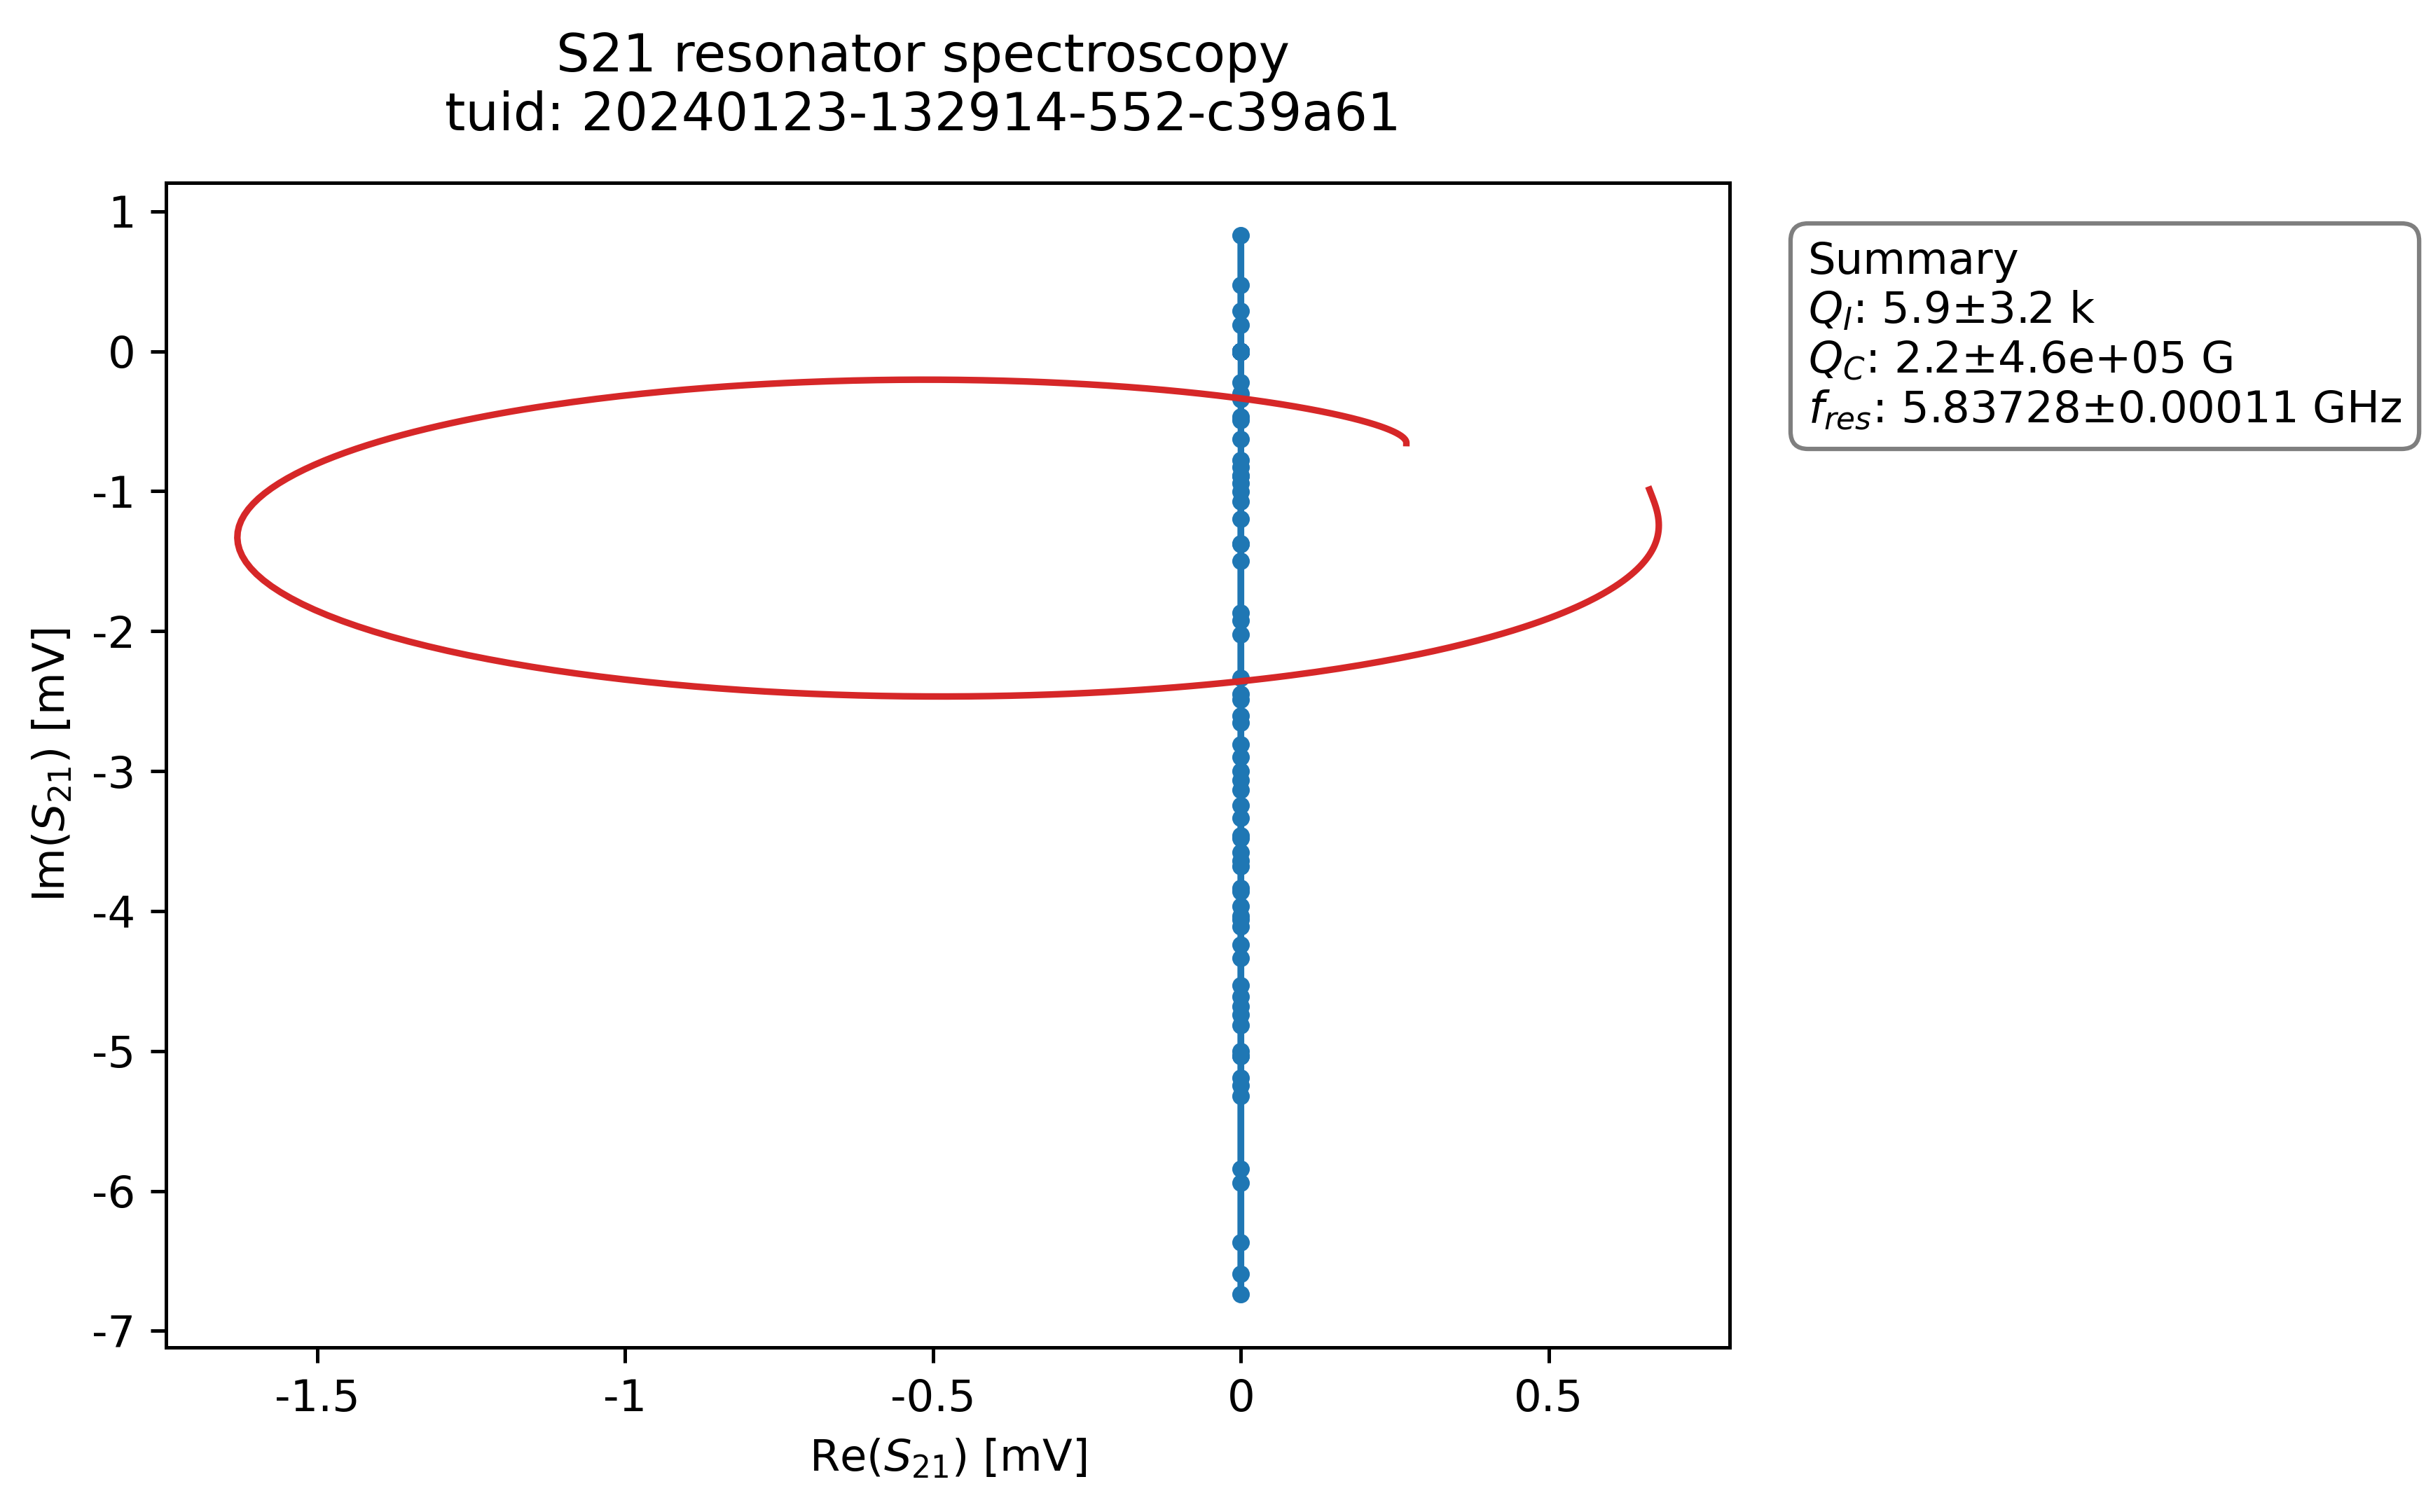 S21 resonator spectroscopy
tuid: 20240123-132914-552-c39a61
1
0
-1
-2
-3
-4
-5
-6
-7
Im(S21) [mV]
-1.5
-1
-0.5
0
0.5
Re(S21) [mV]
Summary
Ql: 5.9±3.2 k
QC: 2.2±4.6e+05 G
fres: 5.83728±0.00011 GHz